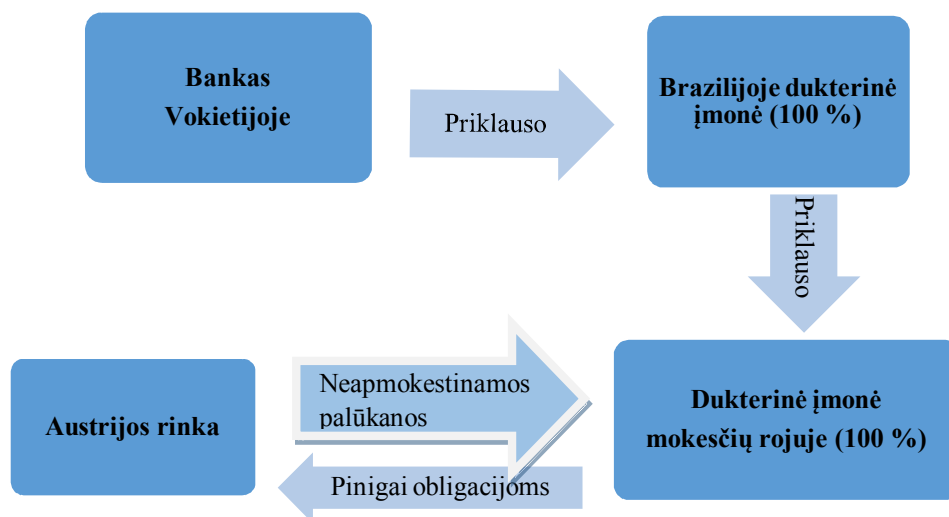 Bankas
Vokietijoje
Priklauso
Brazilijoje dukterinė
įmonė (100 %)
Priklauso
Austrijos rinka
Neapmokestinamos
palūkanos
Pinigai obligacijoms
Dukterinė įmonė
mokesčių rojuje (100 %)